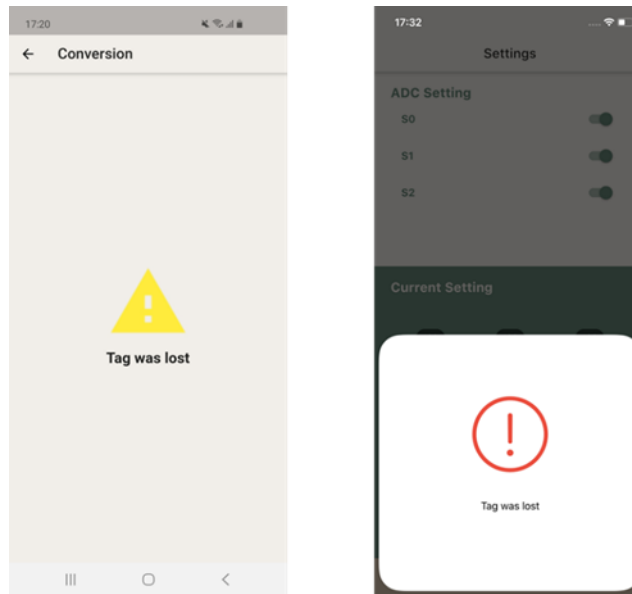 17:20
Conversion
Tag was lost
17:32
Settings
ADC Setting
S0
S1
S2
Current Setting
Tag was lost